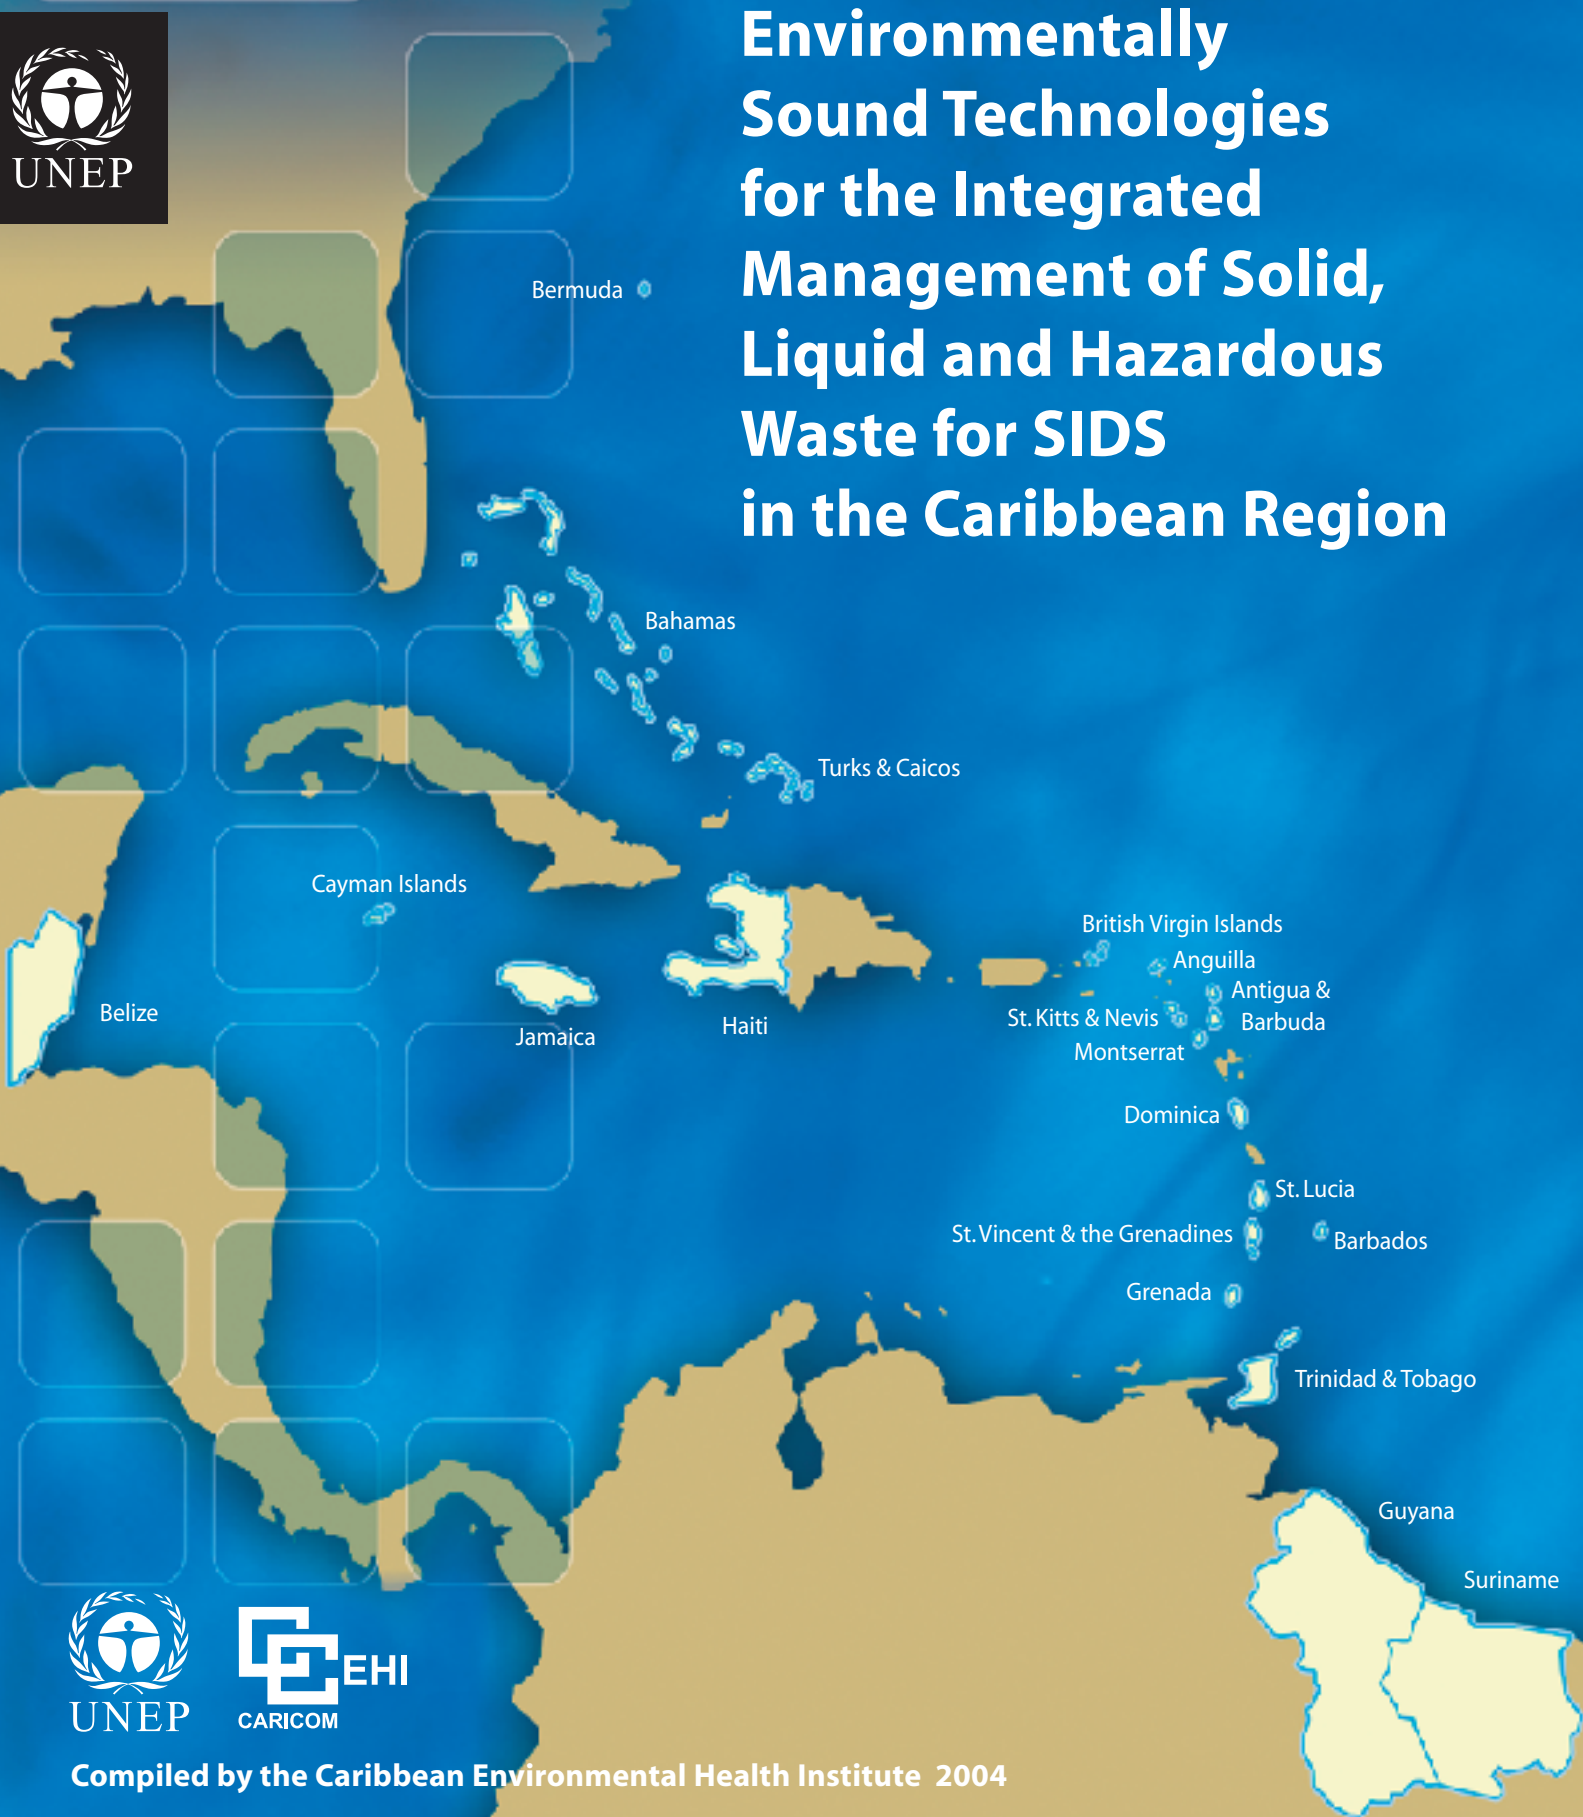 UNEP
Environmentally
Sound Technologies
for the Integrated
Management of Solid,
Liquid and Hazardous
Waste for SIDS
in the Caribbean Region
Bermuda
Bahamas
Turks & Caicos
Cayman Islands
British Virgin Islands
Anguilla
Antigua &
Barbuda
St. Kitts & Nevis
Montserrat
Belize
Jamaica
Haiti
Dominica
St. Lucia
St. Vincent & the Grenadines
Barbados
Grenada
Trinidad & Tobago
Guyana
Suriname
UNEP
CCEHI
CARICOM
Compiled by the Caribbean Environmental Health Institute 2004